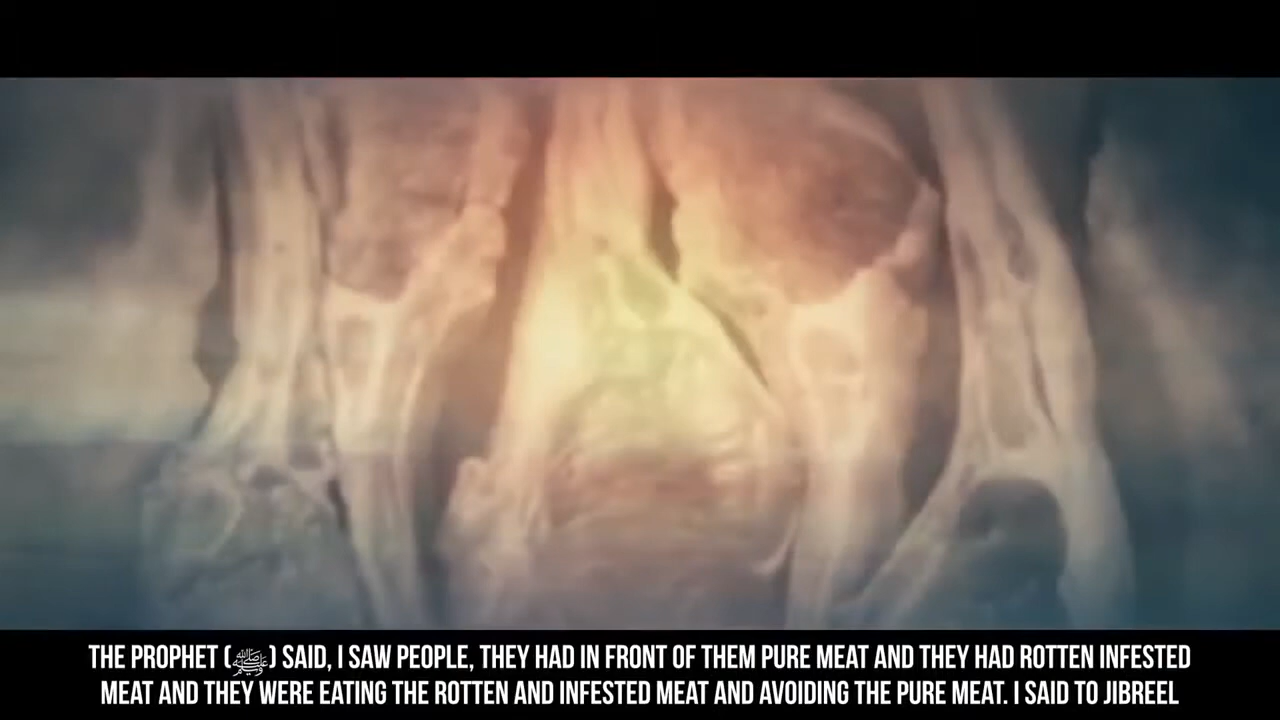 THE PROPHET (ﷺ) SAID, I SAW PEOPLE, THEY HAD IN FRONT OF THEM PURE MEAT AND THEY HAD ROTTEN INFESTED
MEAT AND THEY WERE EATING THE ROTTEN AND INFESTED MEAT AND AVOIDING THE PURE MEAT. I SAID TO JIBREEL